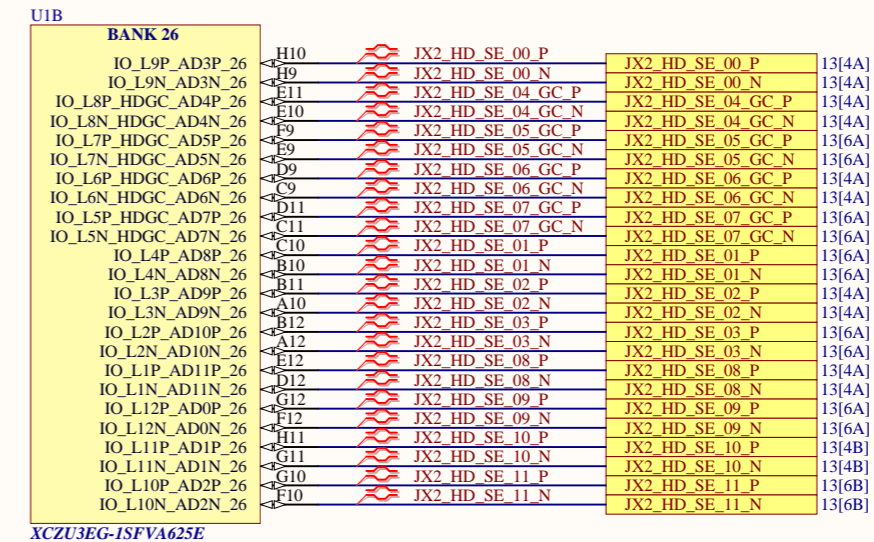 U1B
BANK 26
IO_L9P_AD3P_26 H10 JX2_HD_SE_00_P JX2_HD_SE_00_P 13[4A]
IO_L9N_AD3N_26 H9 JX2_HD_SE_00_N JX2_HD_SE_00_N 13[4A]
IO_L8P_HDGC_AD4P_26 E11 JX2_HD_SE_04_GC_P JX2_HD_SE_04_GC_P 13[4A]
IO_L8N_HDGC_AD4N_26 E10 JX2_HD_SE_04_GC_N JX2_HD_SE_04_GC_N 13[4A]
IO_L7P_HDGC_AD5P_26 F9 JX2_HD_SE_05_GC_P JX2_HD_SE_05_GC_P 13[6A]
IO_L7N_HDGC_AD5N_26 E9 JX2_HD_SE_05_GC_N JX2_HD_SE_05_GC_N 13[6A]
IO_L6P_HDGC_AD6P_26 D9 JX2_HD_SE_06_GC_P JX2_HD_SE_06_GC_P 13[4A]
IO_L6N_HDGC_AD6N_26 C9 JX2_HD_SE_06_GC_N JX2_HD_SE_06_GC_N 13[4A]
IO_L5P_HDGC_AD7P_26 D11 JX2_HD_SE_07_GC_P JX2_HD_SE_07_GC_P 13[6A]
IO_L5N_HDGC_AD7N_26 C11 JX2_HD_SE_07_GC_N JX2_HD_SE_07_GC_N 13[6A]
IO_L4P_AD8P_26 C10 JX2_HD_SE_01_P JX2_HD_SE_01_P 13[6A]
IO_L4N_AD8N_26 B10 JX2_HD_SE_01_N JX2_HD_SE_01_N 13[6A]
IO_L3P_AD9P_26 B11 JX2_HD_SE_02_P JX2_HD_SE_02_P 13[4A]
IO_L3N_AD9N_26 A10 JX2_HD_SE_02_N JX2_HD_SE_02_N 13[4A]
IO_L2P_AD10P_26 B12 JX2_HD_SE_03_P JX2_HD_SE_03_P 13[6A]
IO_L2N_AD10N_26 A12 JX2_HD_SE_03_N JX2_HD_SE_03_N 13[6A]
IO_L1P_AD11P_26 E12 JX2_HD_SE_08_P JX2_HD_SE_08_P 13[4A]
IO_L1N_AD11N_26 D12 JX2_HD_SE_08_N JX2_HD_SE_08_N 13[4A]
IO_L12P_AD0P_26 G12 JX2_HD_SE_09_P JX2_HD_SE_09_P 13[6A]
IO_L12N_AD0N_26 F12 JX2_HD_SE_09_N JX2_HD_SE_09_N 13[6A]
IO_L11P_AD1P_26 H11 JX2_HD_SE_10_P JX2_HD_SE_10_P 13[4B]
IO_L11N_AD1N_26 G11 JX2_HD_SE_10_N JX2_HD_SE_10_N 13[4B]
IO_L10P_AD2P_26 G10 JX2_HD_SE_11_P JX2_HD_SE_11_P 13[6B]
IO_L10N_AD2N_26 F10 JX2_HD_SE_11_N JX2_HD_SE_11_N 13[6B]
XCZU3EG-1SFVA625E